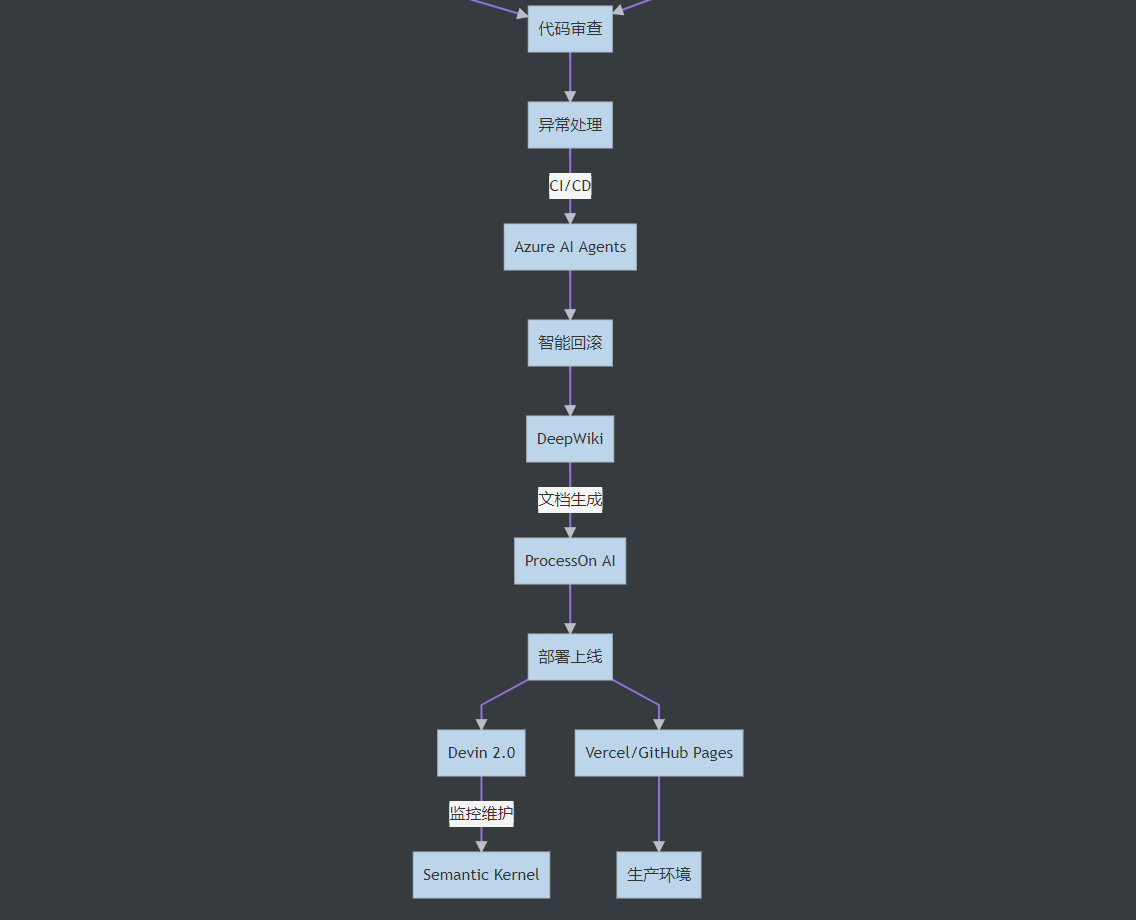 代码审查
异常处理
CI/CD
Azure AI Agents
智能回滚
DeepWiki
文档生成
ProcessOn AI
部署上线
Devin 2.0
Vercel/GitHub Pages
监控维护
Semantic Kernel
生产环境